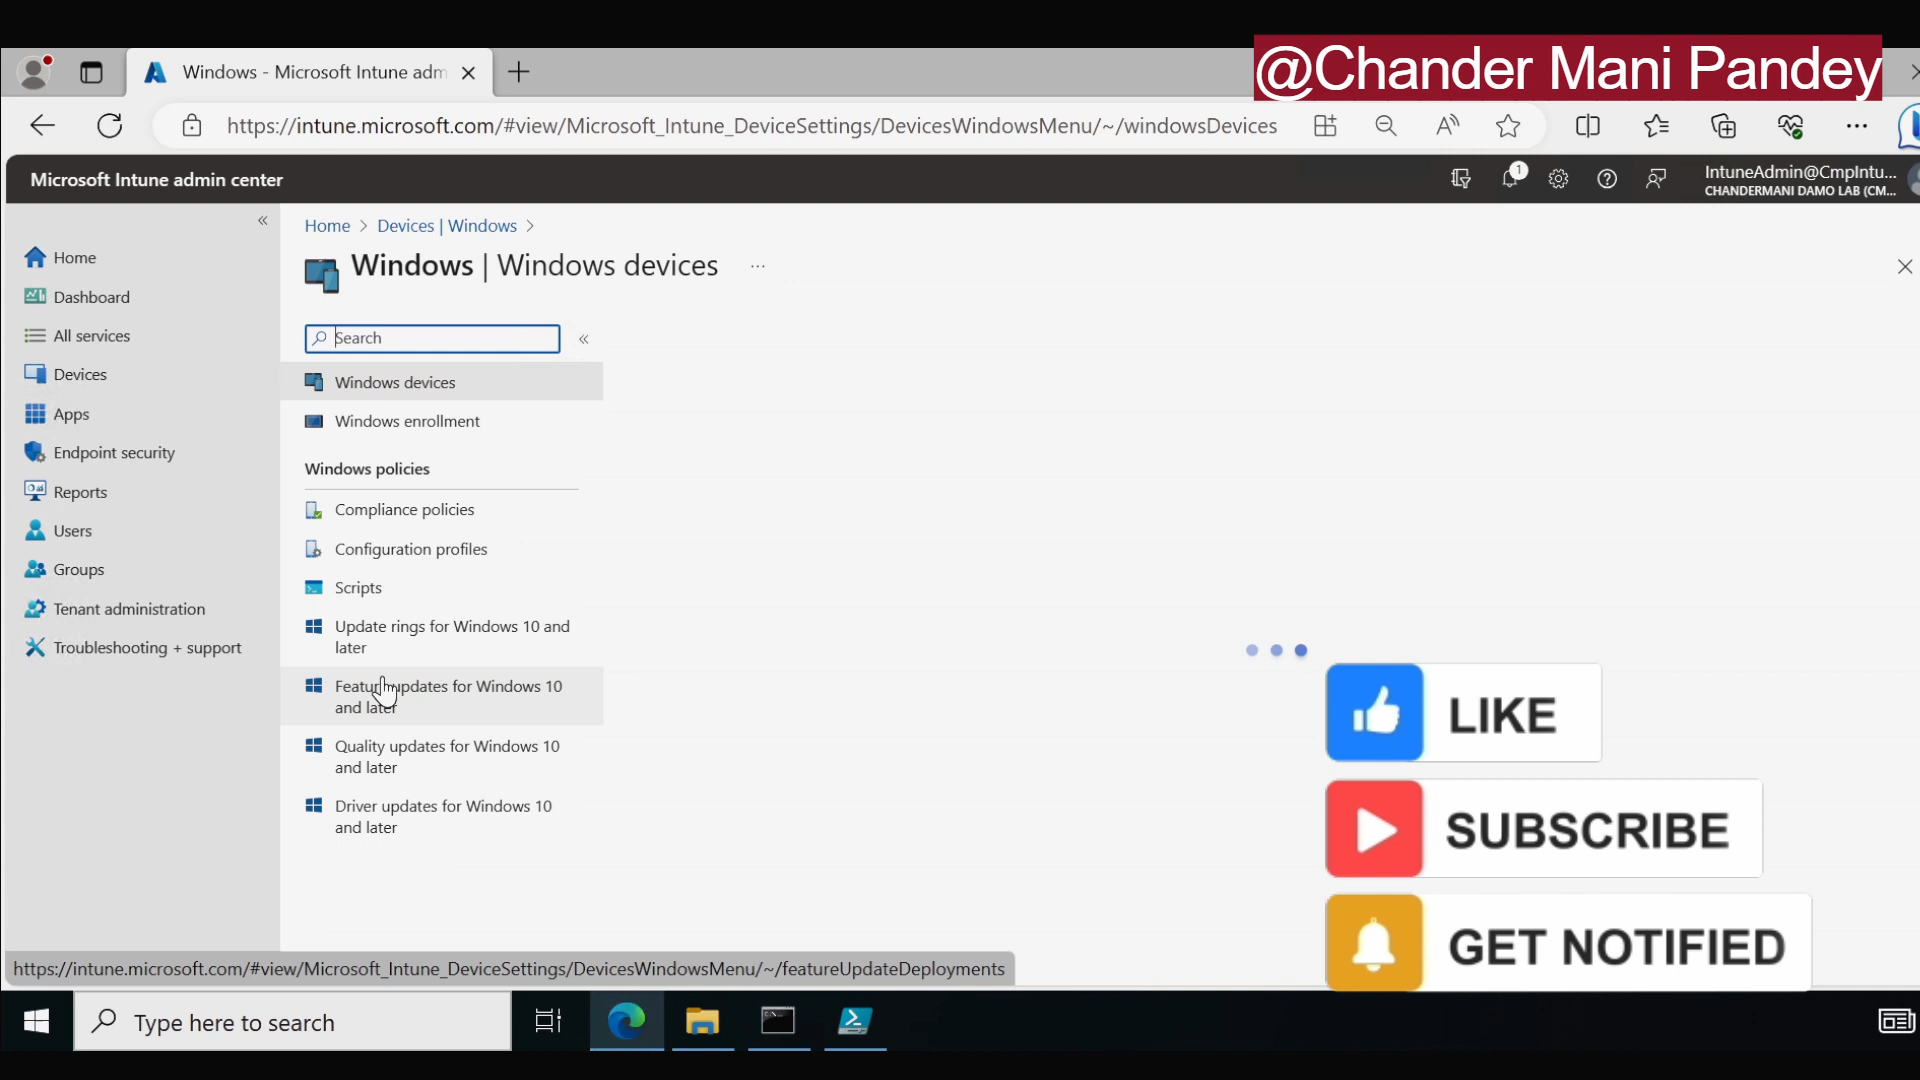 @Chander Mani Pandey
Windows - Microsoft Intune adm
https://intune.microsoft.com/#view/Microsoft_Intune_DeviceSettings/DevicesWindowsMenu/~/windowsDevices
Microsoft Intune admin center
1
IntuneAdmin@CmpIntu...
CHANDERMANI DAMO LAB (CM...
Home
Dashboard
All services
Devices
Apps
Endpoint security
Reports
Users
Groups
Tenant administration
Troubleshooting + support
Home > Devices | Windows >
Windows | Windows devices ...
Search
Windows devices
Windows enrollment
Windows policies
Compliance policies
Configuration profiles
Scripts
Update rings for Windows 10 and
later
Feature updates for Windows 10
and later
Quality updates for Windows 10
and later
Driver updates for Windows 10
and later
LIKE
SUBSCRIBE
GET NOTIFIED
https://intune.microsoft.com/#view/Microsoft_Intune_DeviceSettings/DevicesWindowsMenu/~/featureUpdateDeployments
Type here to search